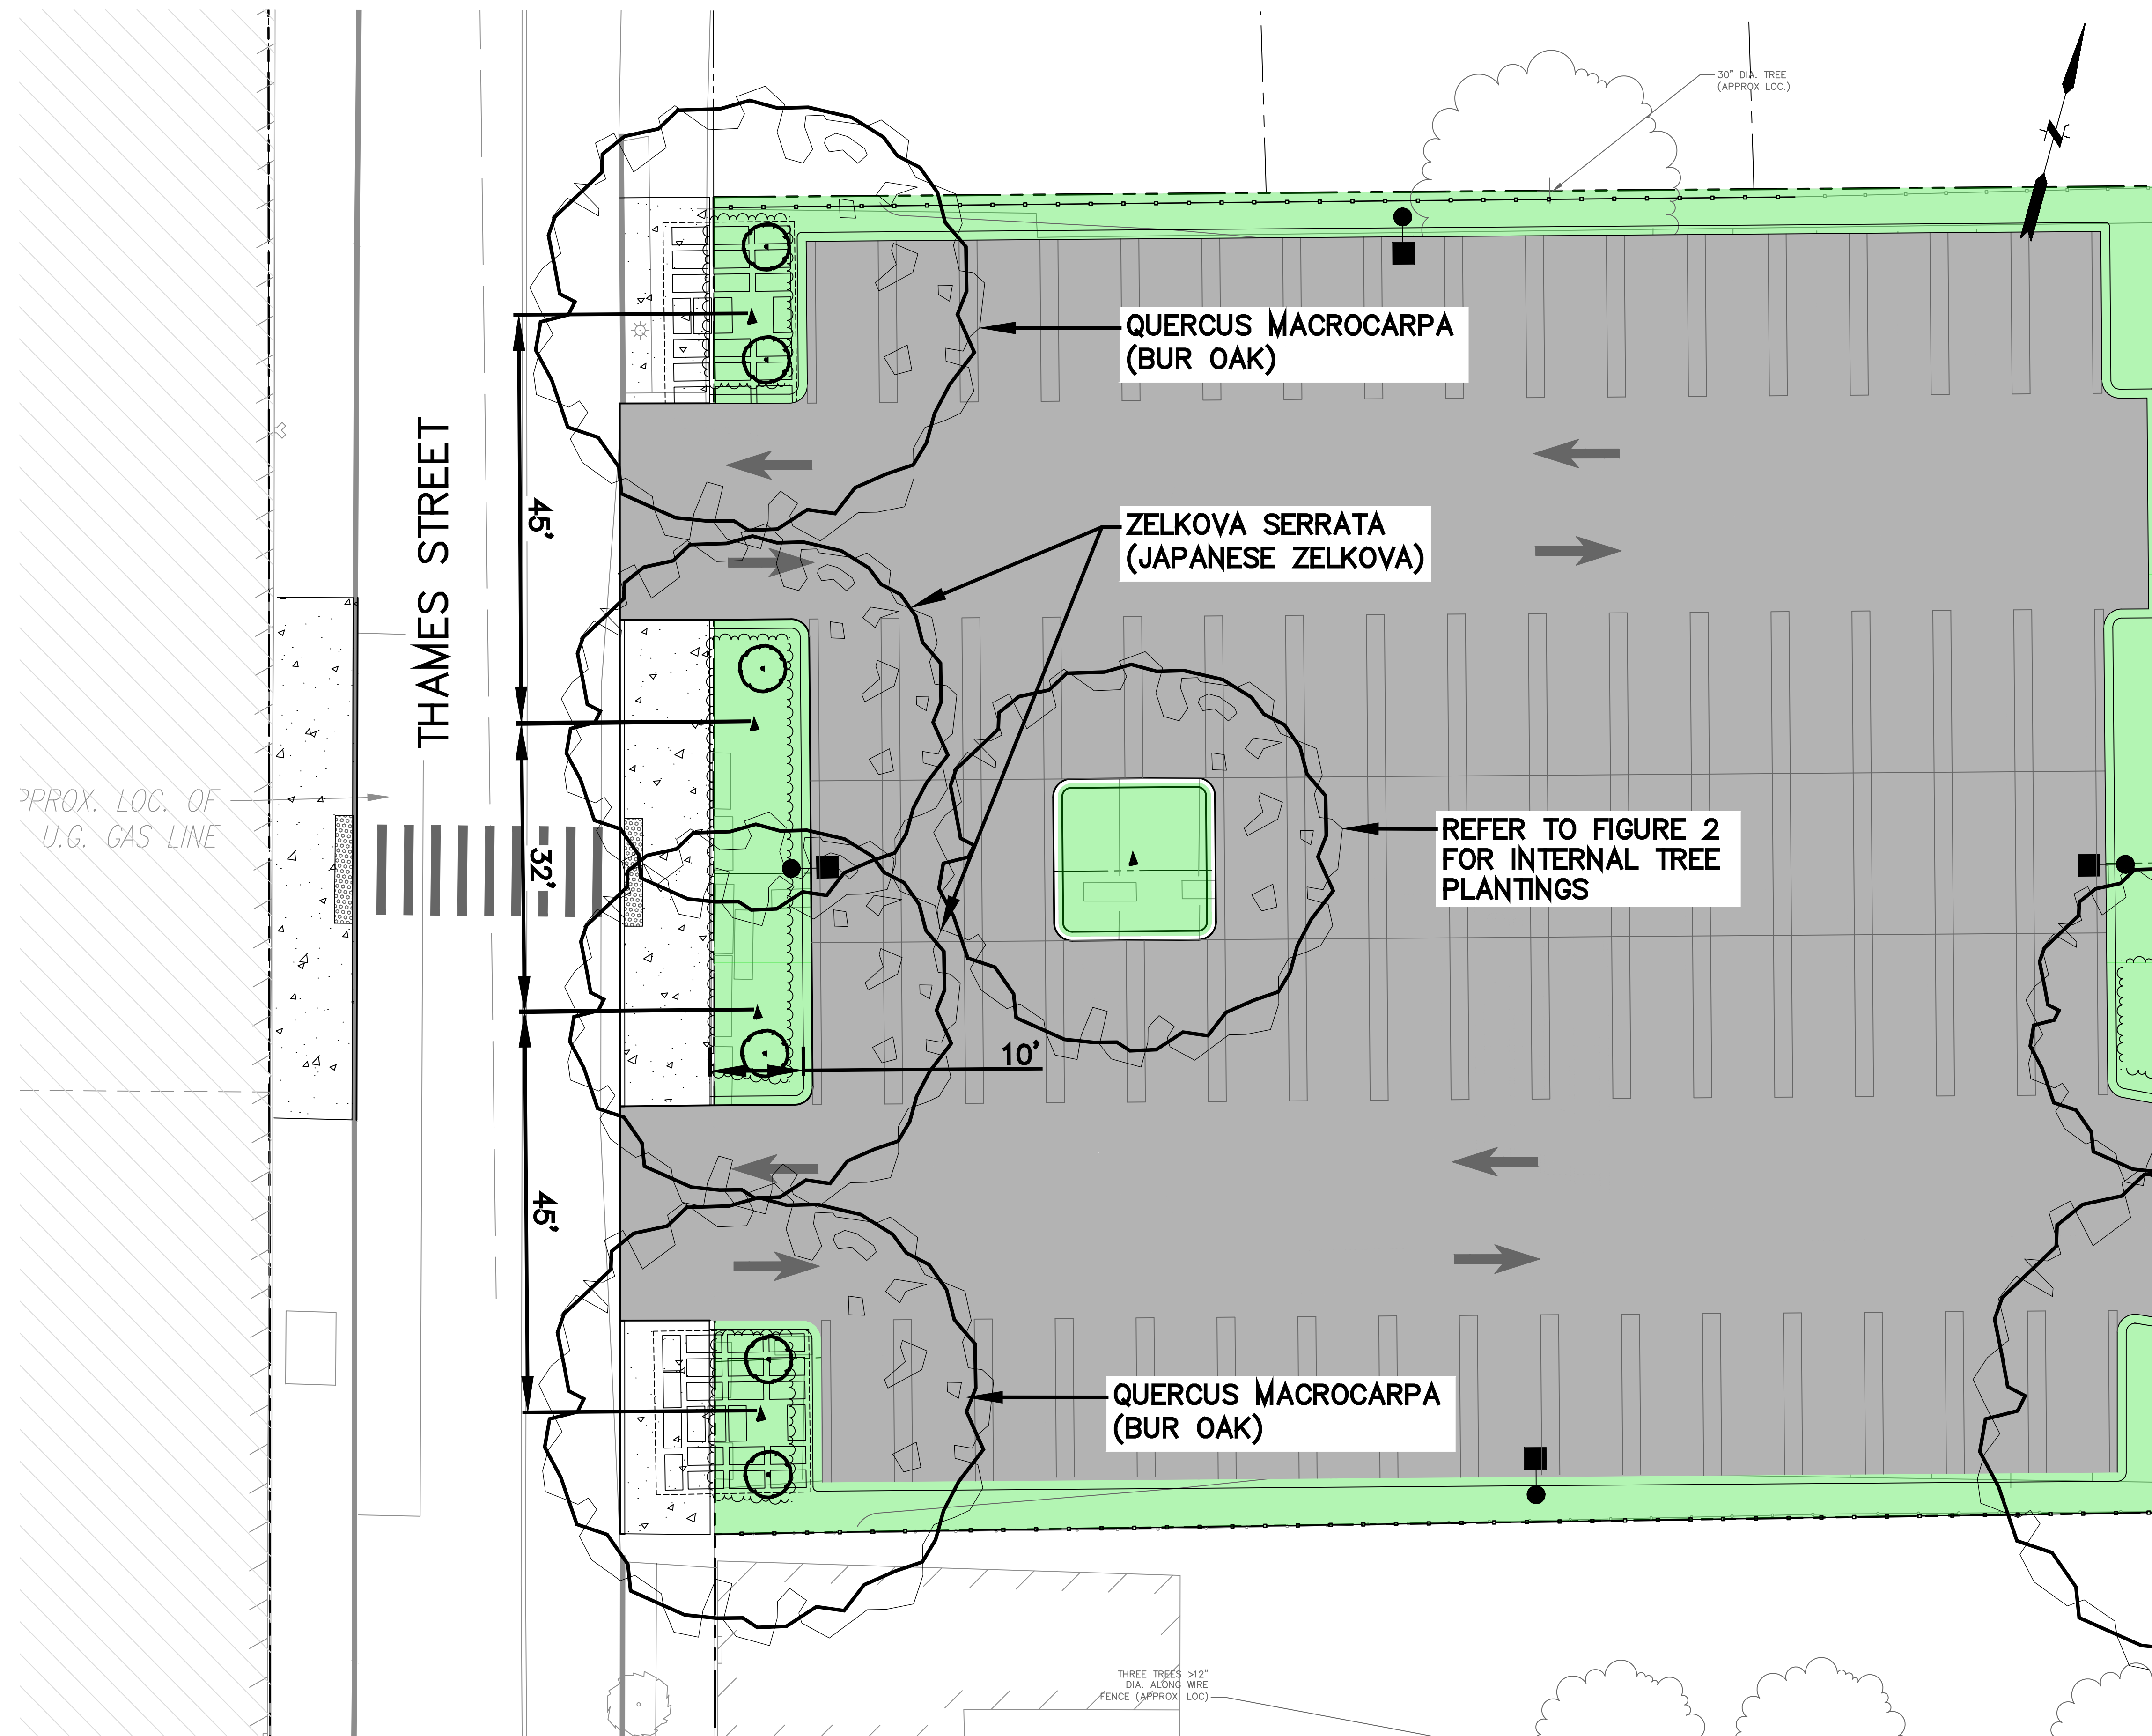 30" DIA. TREE
(APPROX LOC.)
N
QUERCUS MACROCARPA
(BUR OAK)
THAMES STREET
45'
ZELKOVA SERRATA
(JAPANESE ZELKOVA)
PPROX. LOC. OF
U.G. GAS LINE
32'
REFER TO FIGURE 2
FOR INTERNAL TREE
PLANTINGS
10'
45'
QUERCUS MACROCARPA
(BUR OAK)
THREE TREES >12"
DIA. ALONG WIRE
FENCE (APPROX. LOC)